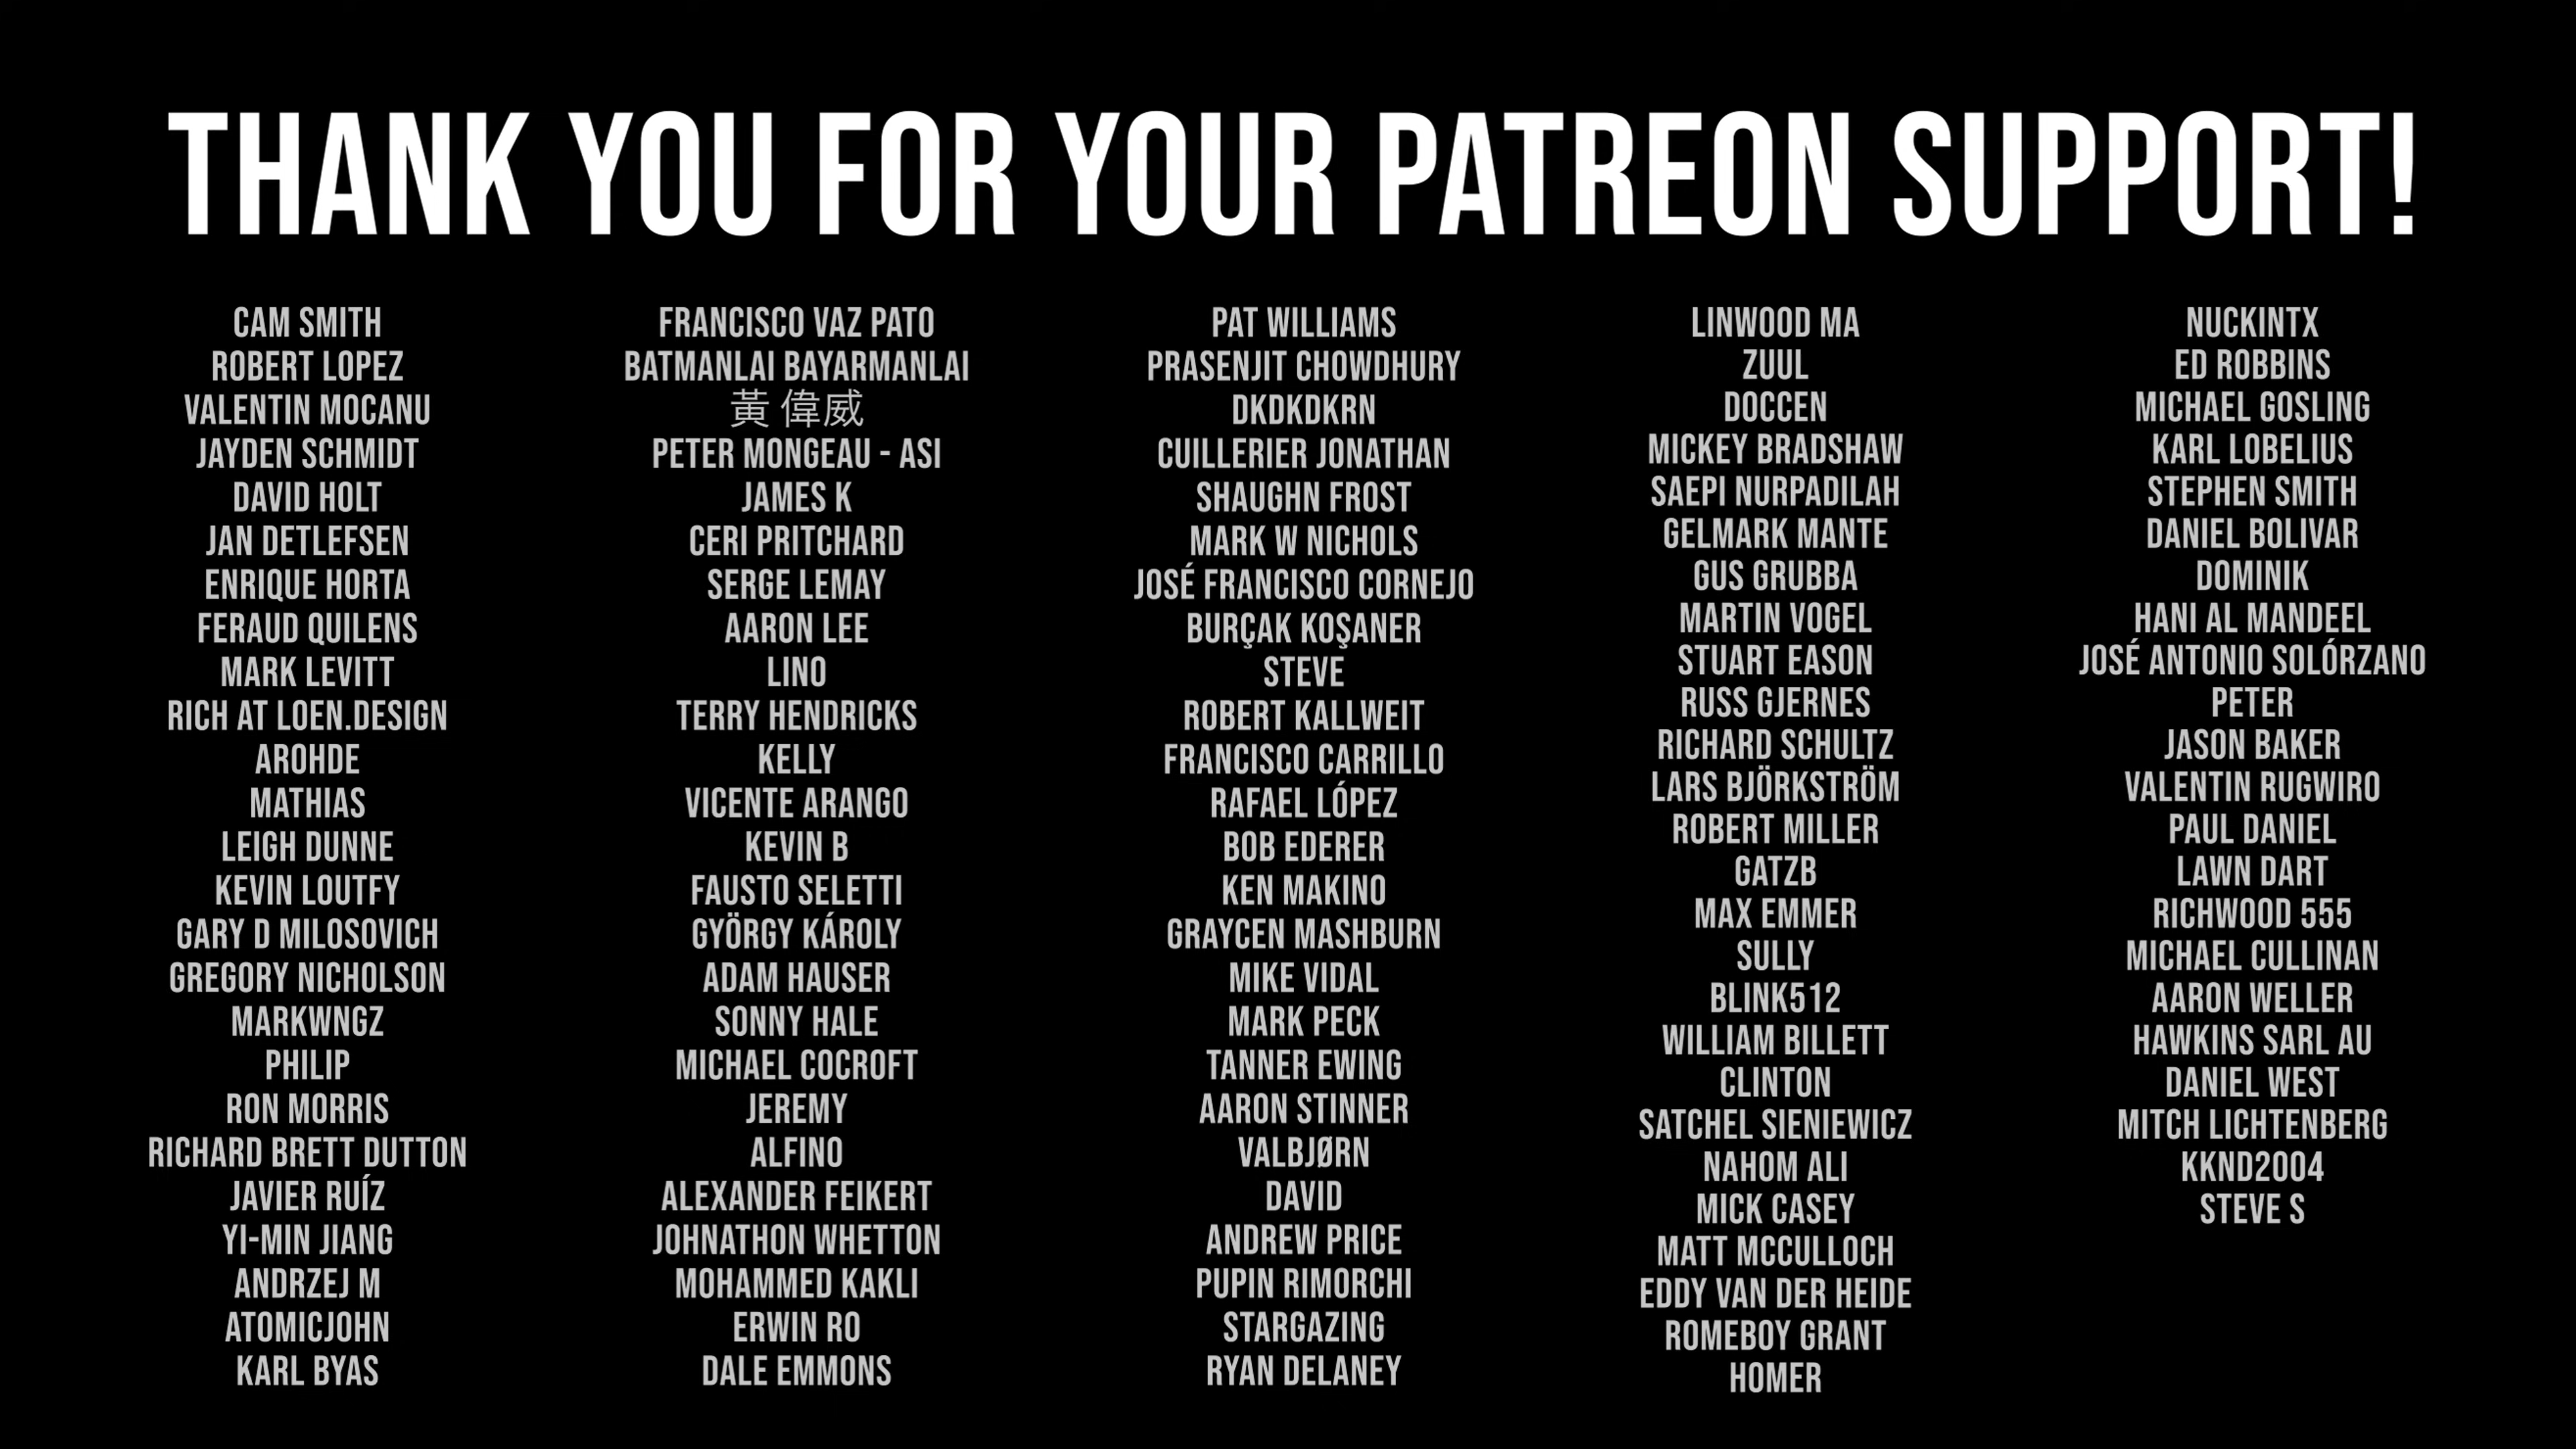 THANK YOU FOR YOUR PATREON SUPPORT!
CAM SMITH
ROBERT LOPEZ
VALENTIN MOCANU
JAYDEN SCHMIDT
DAVID HOLT
JAN DETLEFSEN
ENRIQUE HORTA
FERAUD QUILENS
MARK LEVITT
RICH AT LOEN.DESIGN
AROHDE
MATHIAS
LEIGH DUNNE
KEVIN LOUTFY
GARY D MILOSOVICH
GREGORY NICHOLSON
MARKWNGZ
PHILIP
RON MORRIS
RICHARD BRETT DUTTON
JAVIER RUÍZ
YI-MIN JIANG
ANDRZEJ M
ATOMICJOHN
KARL BYAS
FRANCISCO VAZ PATO
BATMANLAI BAYARMANLAI
黃 偉威
PETER MONGEAU - ASI
JAMES K
CERI PRITCHARD
SERGE LEMAY
AARON LEE
LINO
TERRY HENDRICKS
KELLY
VICENTE ARANGO
KEVIN B
FAUSTO SELETTI
GYÖRGY KÁROLY
ADAM HAUSER
SONNY HALE
MICHAEL COCROFT
JEREMY
ALFINO
ALEXANDER FEIKERT
JOHNATHON WHETTON
MOHAMMED KAKLI
ERWIN RO
DALE EMMONS
PAT WILLIAMS
PRASENJIT CHOWDHURY
DKDKDKRN
CUILLERIER JONATHAN
SHAUGHN FROST
MARK W NICHOLS
JOSÉ FRANCISCO CORNEJO
BURÇAK KOŞANER
STEVE
ROBERT KALLWEIT
FRANCISCO CARRILLO
RAFAEL LÓPEZ
BOB EDERER
KEN MAKINO
GRAYCEN MASHBURN
MIKE VIDAL
MARK PECK
TANNER EWING
AARON STINNER
VALBJØRN
DAVID
ANDREW PRICE
PUPIN RIMORCHI
STARGAZING
RYAN DELANEY
LINWOOD MA
ZUUL
DOCCEN
MICKEY BRADSHAW
SAEPI NURPADILAH
GELMARK MANTE
GUS GRUBBA
MARTIN VOGEL
STUART EASON
RUSS GJERNES
RICHARD SCHULTZ
LARS BJÖRKSTRÖM
ROBERT MILLER
GATZB
MAX EMMER
SULLY
BLINK512
WILLIAM BILLETT
CLINTON
SATCHEL SIENIEWICZ
NAHOM ALI
MICK CASEY
MATT MCCULLOCH
EDDY VAN DER HEIDE
ROMEBOY GRANT
HOMER
NUCKINTX
ED ROBBINS
MICHAEL GOSLING
KARL LOBELIUS
STEPHEN SMITH
DANIEL BOLIVAR
DOMINIK
HANI AL MANDEEL
JOSÉ ANTONIO SOLÓRZANO
PETER
JASON BAKER
VALENTIN RUGWIRO
PAUL DANIEL
LAWN DART
RICHWOOD 555
MICHAEL CULLINAN
AARON WELLER
HAWKINS SARL AU
DANIEL WEST
MITCH LICHTENBERG
KKND2004
STEVE S